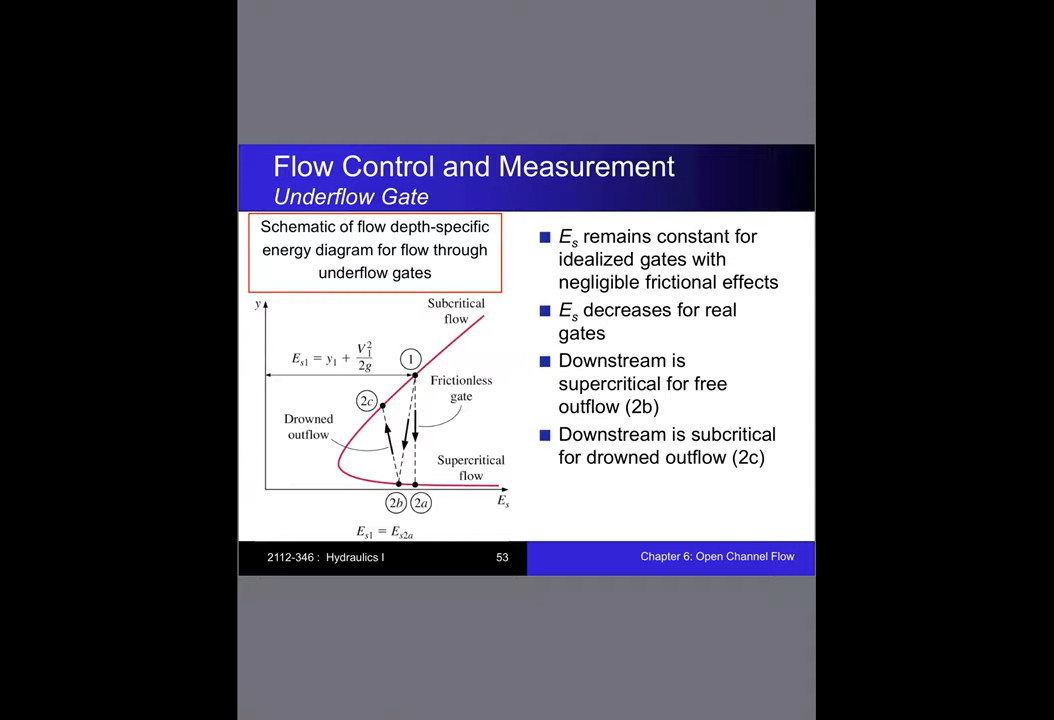 Flow Control and Measurement
Underflow Gate
Schematic of flow depth-specific
energy diagram for flow through
underflow gates
y
Subcritical
flow
E_s1 = y_1 + V_1^2/2g
1
Frictionless
gate
2c
Drowned
outflow
Supercritical
flow
2b 2a
E_s
E_s1 = E_s2a
E_s remains constant for
idealized gates with
negligible frictional effects
E_s decreases for real
gates
Downstream is
supercritical for free
outflow (2b)
Downstream is subcritical
for drowned outflow (2c)
2112-346 : Hydraulics I
53
Chapter 6: Open Channel Flow